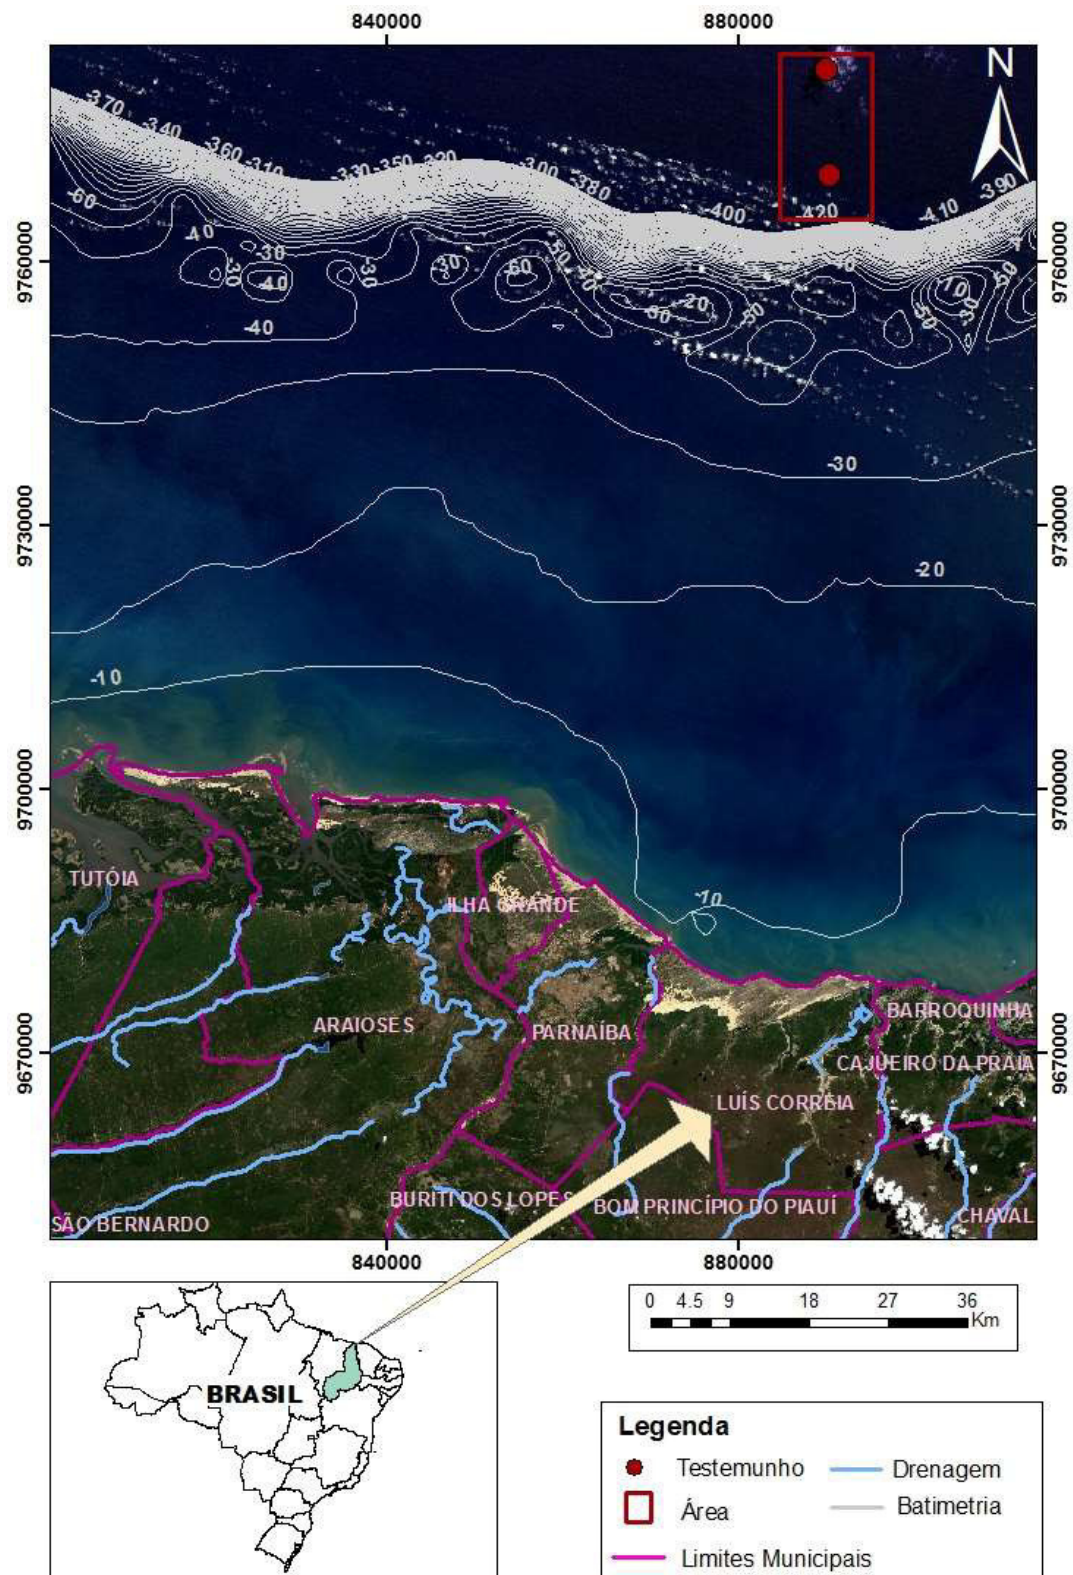 840000 880000
N
-370
-340
-360
-310
-330
-350
-320
-300
-380
-400
-420
-410
-390
-60
-40
-30
-30
-40
-30
-30
-60
-40
-20
-50
-10
-50
-30
-50
9760000 9760000
-40
-30
9730000 9730000
-20
-10
9700000 9700000
TUTÓIA
ILHA GRANDE
-10
ARAIOSES
PARNAÍBA
BARROQUINHA
9670000 9670000
CAJUEIRO DA PRAIA
LUÍS CORREIA
BURITI DOS LOPES
BOM PRINCÍPIO DO PIAUÍ
SÃO BERNARDO
CHAVAL
840000 880000
0 4.5 9 18 27 36
Km
BRASIL
Legenda
Testemunho
Drenagem
Área
Batimetria
Limites Municipais